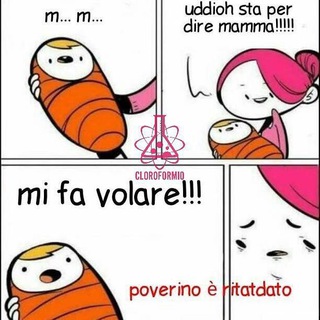 m... m...
uddioh sta per
dire mamma!!!!!
CLOROFORMIO
mi fa volare!!!
poverino è ritatdato